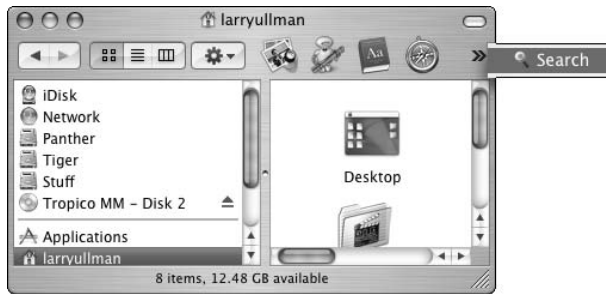 larryullman
Aa
» Search
iDisk
Network
Panther
Tiger
Stuff
Tropico MM - Disk 2
Applications
larryullman
Desktop
8 items, 12.48 GB available